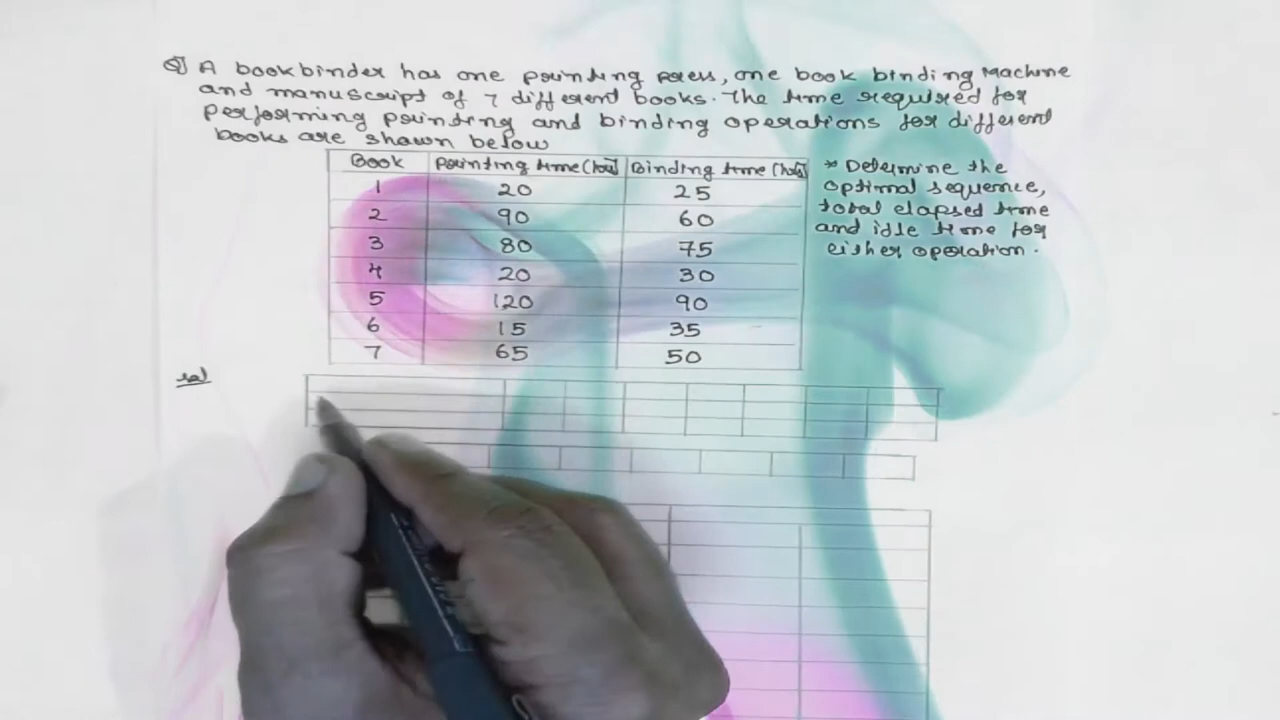 Q] A bookbinder has one printing press, one book binding Machine
and manuscript of 7 different books. The time required for
performing printing and binding operations for different
books are shown below
Book Printing time (hours) Binding time (hours)
1 20 25
2 90 60
3 80 75
4 20 30
5 120 90
6 15 35
7 65 50
* Determine the
optimal sequence,
total elapsed time
and idle time for
either operation.
sol